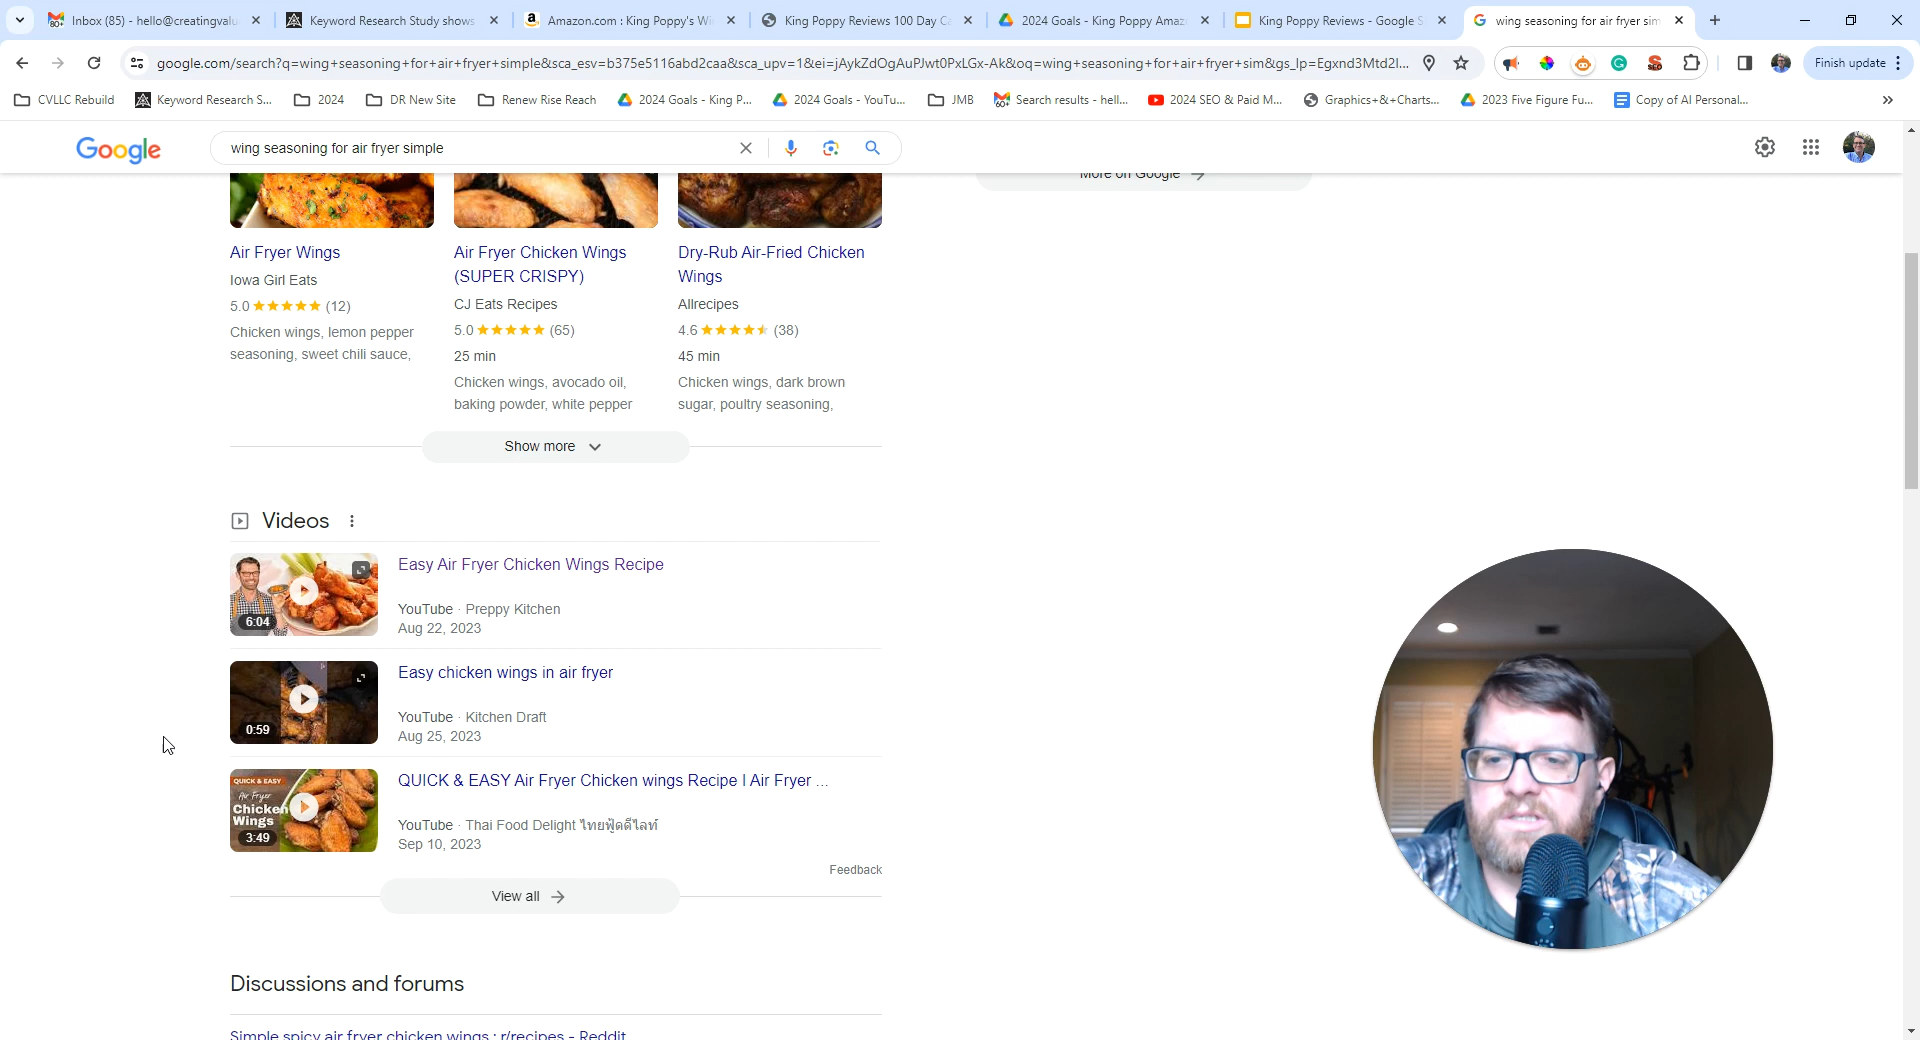 Inbox (85) - hello@creatingvalu
Keyword Research Study shows
Amazon.com : King Poppy's Wi
King Poppy Reviews 100 Day C
2024 Goals - King Poppy Amaz
King Poppy Reviews - Google S
wing seasoning for air fryer sim
google.com/search?q=wing+seasoning+for+air+fryer+simple&sca_esv=b375e5116abd2caa&sca_upv=1&ei=jAykZdOgAuPJwt0PxLGx-Ak&oq=wing+seasoning+for+air+fryer+sim&gs_lp=Egxnd3Mtd2l...
Finish update
CVLLC Rebuild
Keyword Research S...
2024
DR New Site
Renew Rise Reach
2024 Goals - King P...
2024 Goals - YouTu...
JMB
Search results - hell...
2024 SEO & Paid M...
Graphics+&+Charts...
2023 Five Figure Fu...
Copy of AI Personal...
Google
wing seasoning for air fryer simple
More on Google
Air Fryer Wings
Iowa Girl Eats
5.0 (12)
Chicken wings, lemon pepper
seasoning, sweet chili sauce,
Air Fryer Chicken Wings
(SUPER CRISPY)
CJ Eats Recipes
5.0 (65)
25 min
Chicken wings, avocado oil,
baking powder, white pepper
Dry-Rub Air-Fried Chicken
Wings
Allrecipes
4.6 (38)
45 min
Chicken wings, dark brown
sugar, poultry seasoning,
Show more
Videos
6:04
Easy Air Fryer Chicken Wings Recipe
YouTube · Preppy Kitchen
Aug 22, 2023
0:59
Easy chicken wings in air fryer
YouTube · Kitchen Draft
Aug 25, 2023
QUICK & EASY
Air Fryer
Chicken
Wings
3:49
QUICK & EASY Air Fryer Chicken wings Recipe l Air Fryer ...
YouTube · Thai Food Delight ไทยฟู้ดดีไลท์
Sep 10, 2023
Feedback
View all
Discussions and forums
Simple spicy air fryer chicken wings : r/recipes - Reddit